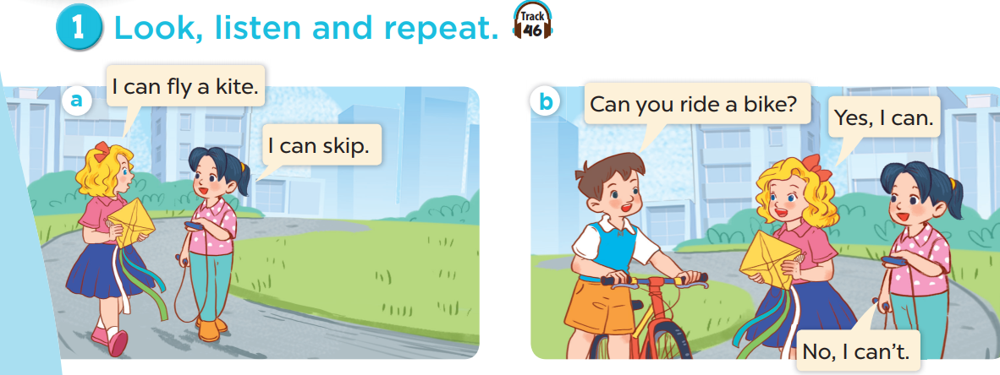 1 Look, listen and repeat. Track 46
a
I can fly a kite.
I can skip.
b
Can you ride a bike?
Yes, I can.
No, I can’t.